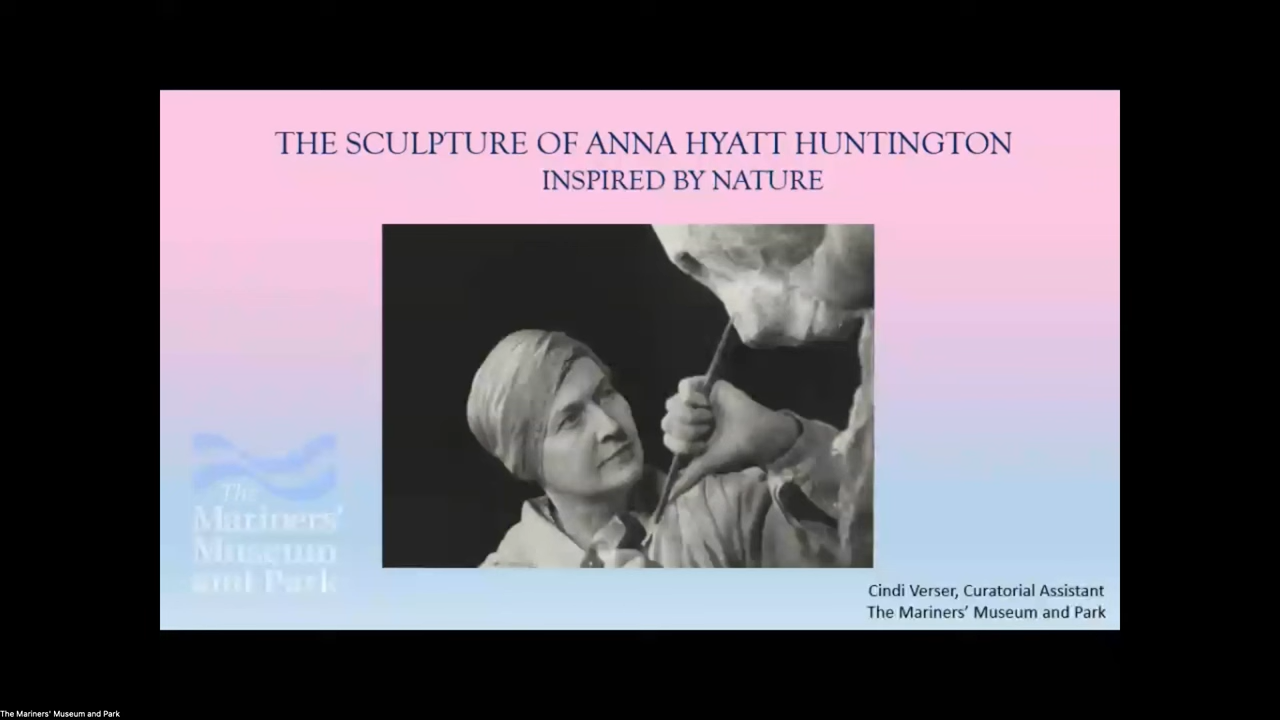 THE SCULPTURE OF ANNA HYATT HUNTINGTON
INSPIRED BY NATURE
The
Mariners'
Museum
and Park
Cindi Verser, Curatorial Assistant
The Mariners' Museum and Park
The Mariners' Museum and Park